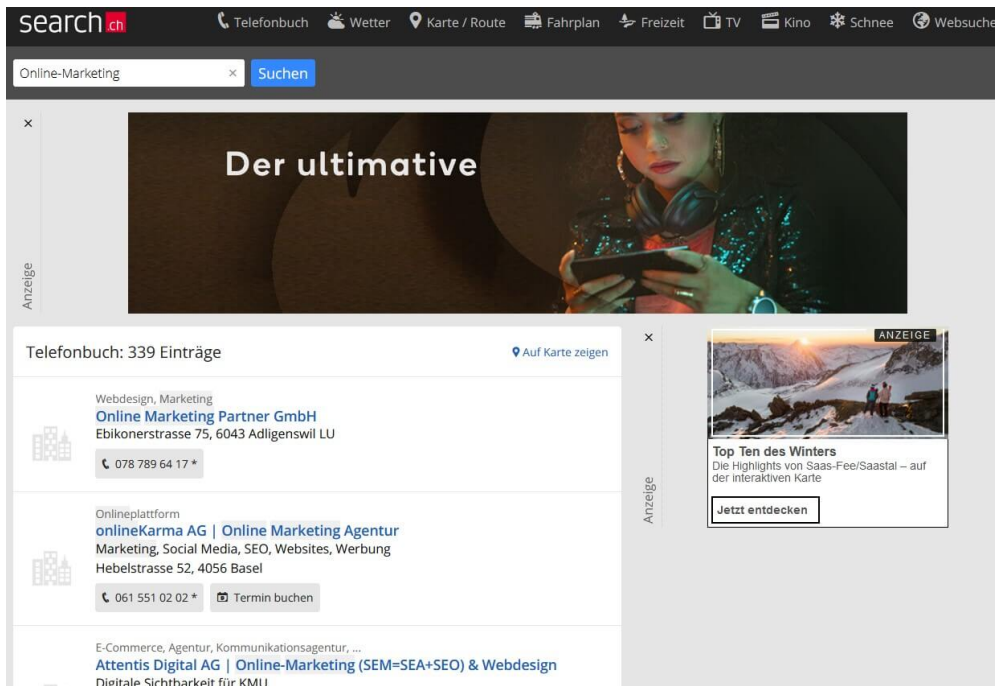 search.ch
Telefonbuch Wetter Karte / Route Fahrplan Freizeit TV Kino Schnee Websuche
Online-Marketing × Suchen
×
Der ultimative
Anzeige
Telefonbuch: 339 Einträge Auf Karte zeigen
Webdesign, Marketing
Online Marketing Partner GmbH
Ebikonerstrasse 75, 6043 Adligenswil LU
078 789 64 17 *
Onlineplattform
onlineKarma AG | Online Marketing Agentur
Marketing, Social Media, SEO, Websites, Werbung
Hebelstrasse 52, 4056 Basel
061 551 02 02 * Termin buchen
E-Commerce, Agentur, Kommunikationsagentur, ...
Attentis Digital AG | Online-Marketing (SEM=SEA+SEO) & Webdesign
Digitale Sichtbarkeit für KMU
×
Anzeige
ANZEIGE
Top Ten des Winters
Die Highlights von Saas-Fee/Saastal – auf
der interaktiven Karte
Jetzt entdecken